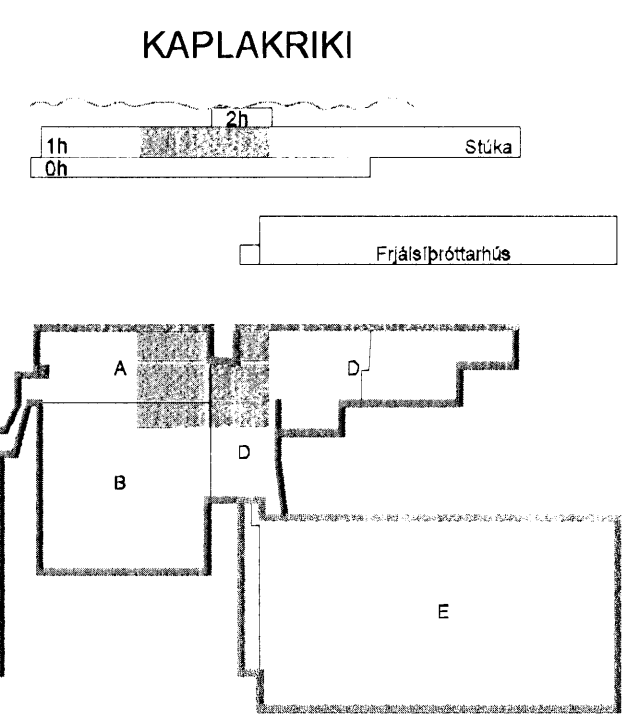 KAPLAKRIKI
2h
1h Stúka
0h
Frjálsíþróttarhús
A D
D
B
E